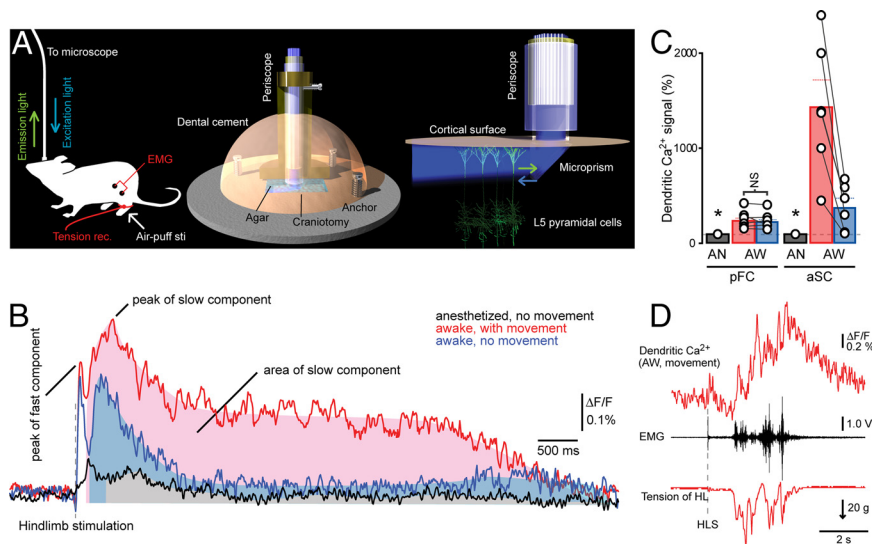 A
To microscope
Emission light
Excitation light
EMG
Tension rec.
Air-puff sti
Periscope
Dental cement
Agar
Craniotomy
Anchor
Periscope
Cortical surface
Microprism
L5 pyramidal cells
C
Dendritic Ca²⁺ signal (%)
2000
1000
0
*
NS
*
AN AW AN AW
pFC aSC
B
peak of slow component
anesthetized, no movement
awake, with movement
awake, no movement
peak of fast component
area of slow component
ΔF/F
0.1%
500 ms
Hindlimb stimulation
D
ΔF/F
0.2 %
Dendritic Ca²⁺
(AW, movement)
1.0 V
EMG
Tension of HL
20 g
HLS
2 s